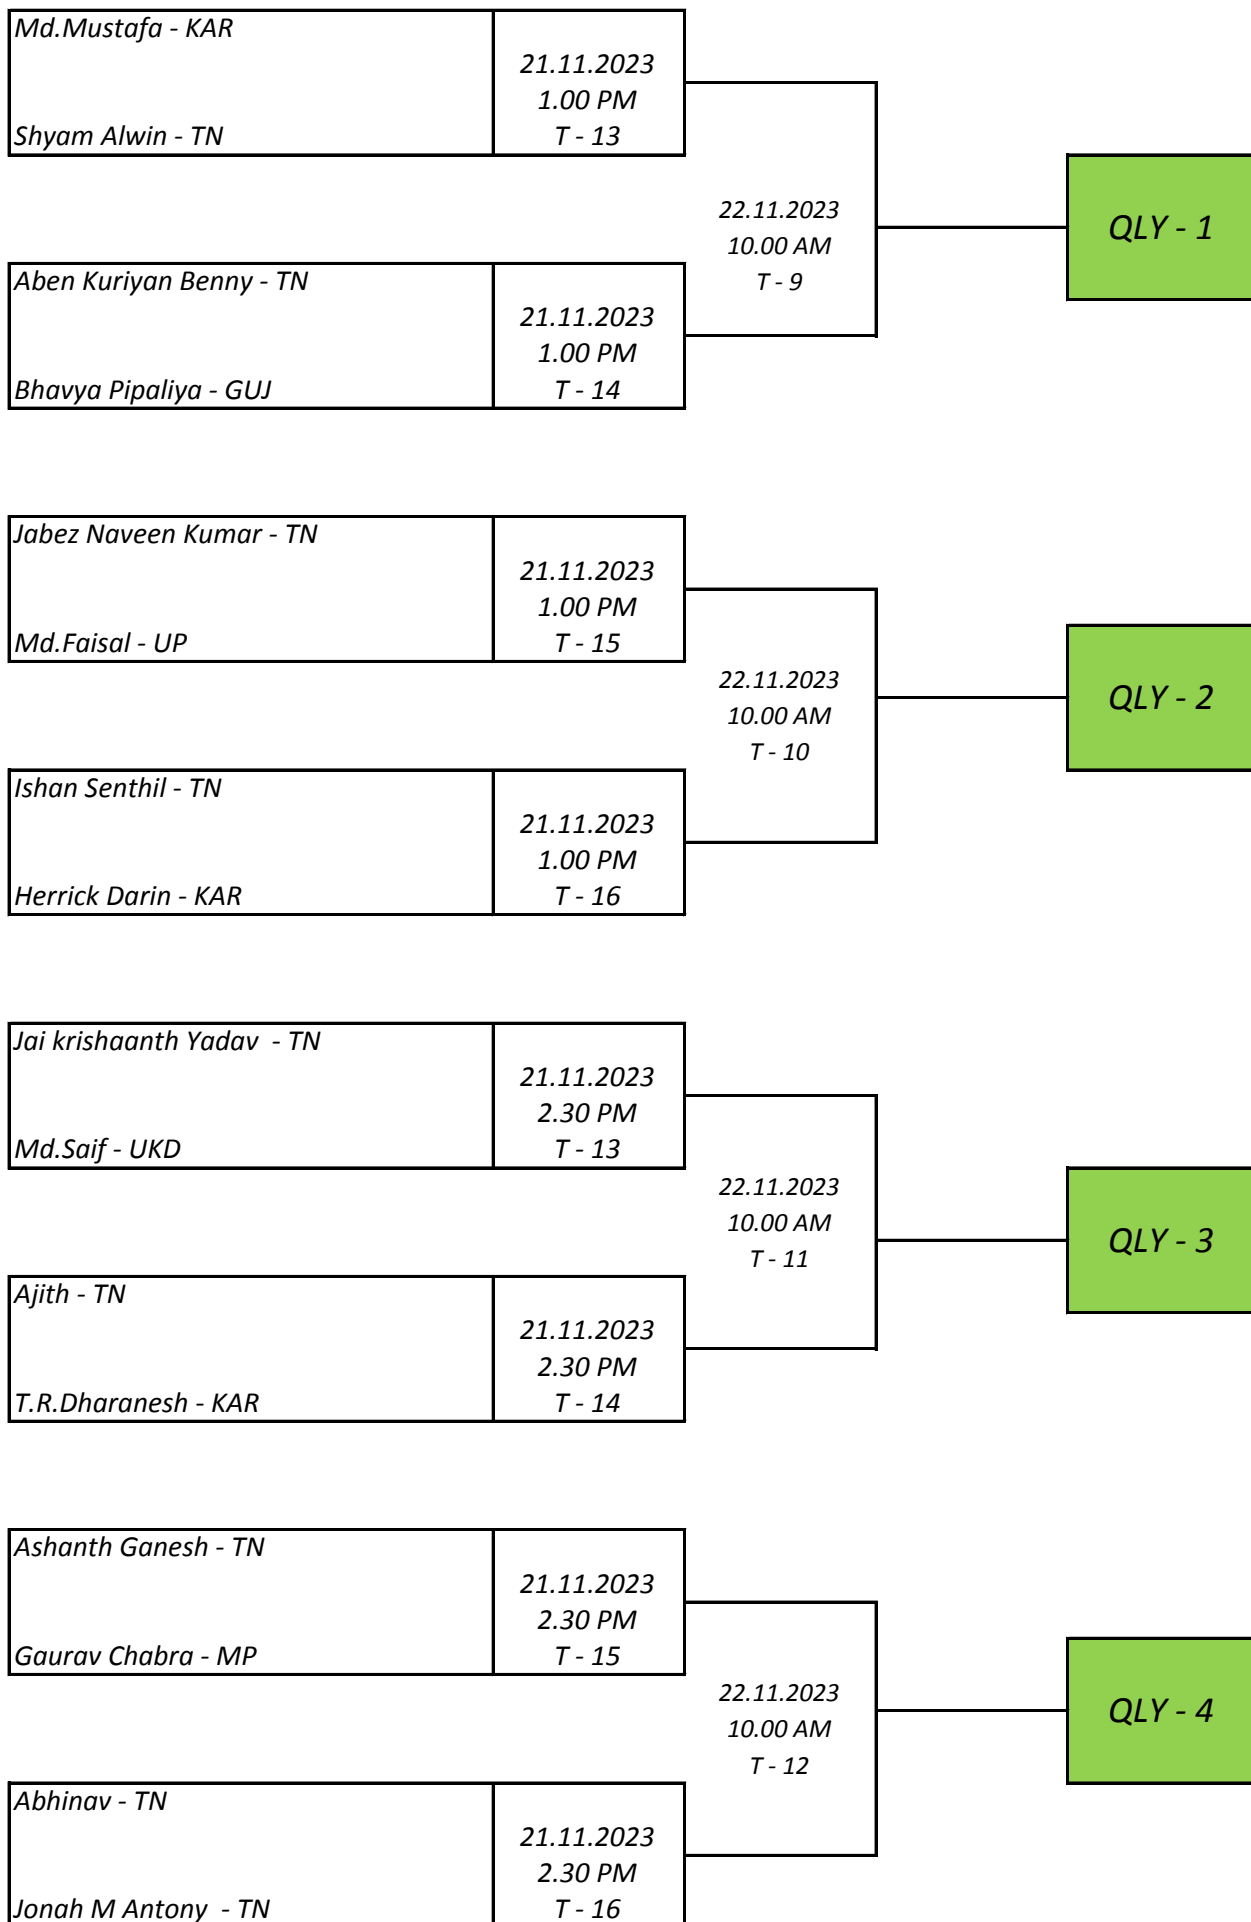 Md.Mustafa - KAR
21.11.2023
1.00 PM
Shyam Alwin - TN
T - 13
22.11.2023
10.00 AM
T - 9
QLY - 1
Aben Kuriyan Benny - TN
21.11.2023
1.00 PM
Bhavya Pipaliya - GUJ
T - 14
Jabez Naveen Kumar - TN
21.11.2023
1.00 PM
Md.Faisal - UP
T - 15
22.11.2023
10.00 AM
T - 10
QLY - 2
Ishan Senthil - TN
21.11.2023
1.00 PM
Herrick Darin - KAR
T - 16
Jai krishaanth Yadav  - TN
21.11.2023
2.30 PM
Md.Saif - UKD
T - 13
22.11.2023
10.00 AM
T - 11
QLY - 3
Ajith - TN
21.11.2023
2.30 PM
T.R.Dharanesh - KAR
T - 14
Ashanth Ganesh - TN
21.11.2023
2.30 PM
Gaurav Chabra - MP
T - 15
22.11.2023
10.00 AM
T - 12
QLY - 4
Abhinav - TN
21.11.2023
2.30 PM
Jonah M Antony  - TN
T - 16